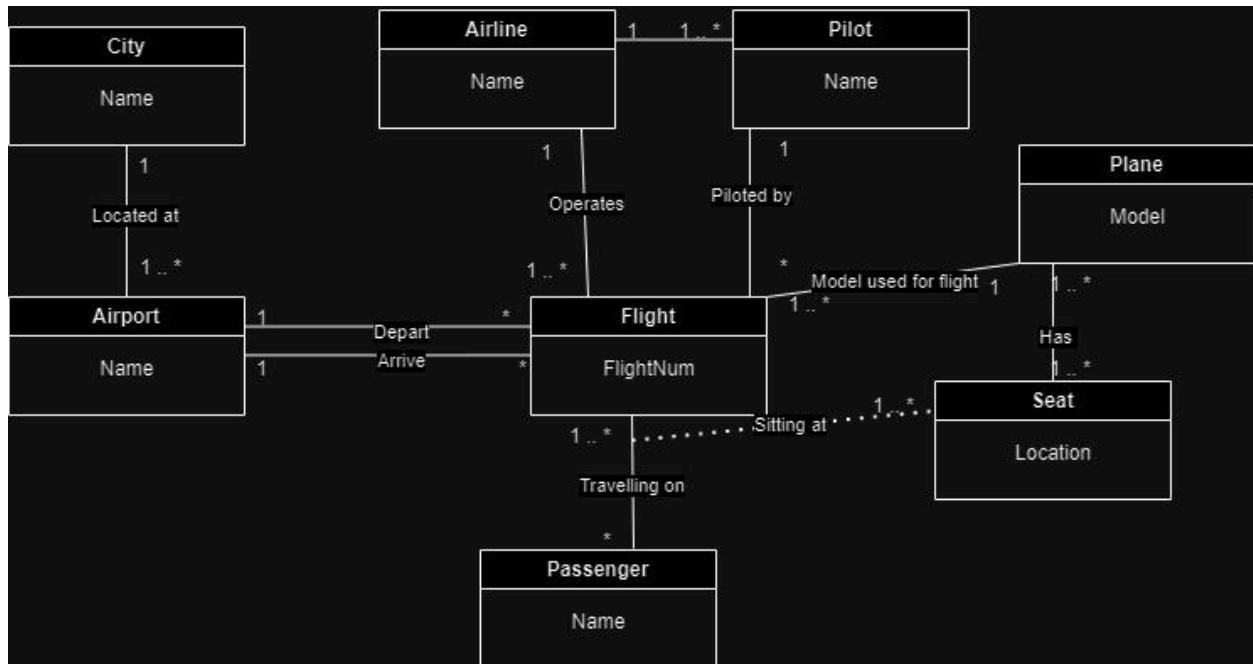 Airline
1
1 .. *
Pilot
City
Name
Name
Name
1
1
1
Plane
Located at
Operates
Piloted by
Model
1 .. *
1 .. *
*
Model used for flight
1
1 .. *
1 .. *
Airport
1
*
Flight
Depart
Has
Arrive
Name
1
*
FlightNum
1 .. *
Seat
1 .. *
Sitting at
1 .. *
Location
Travelling on
*
Passenger
Name